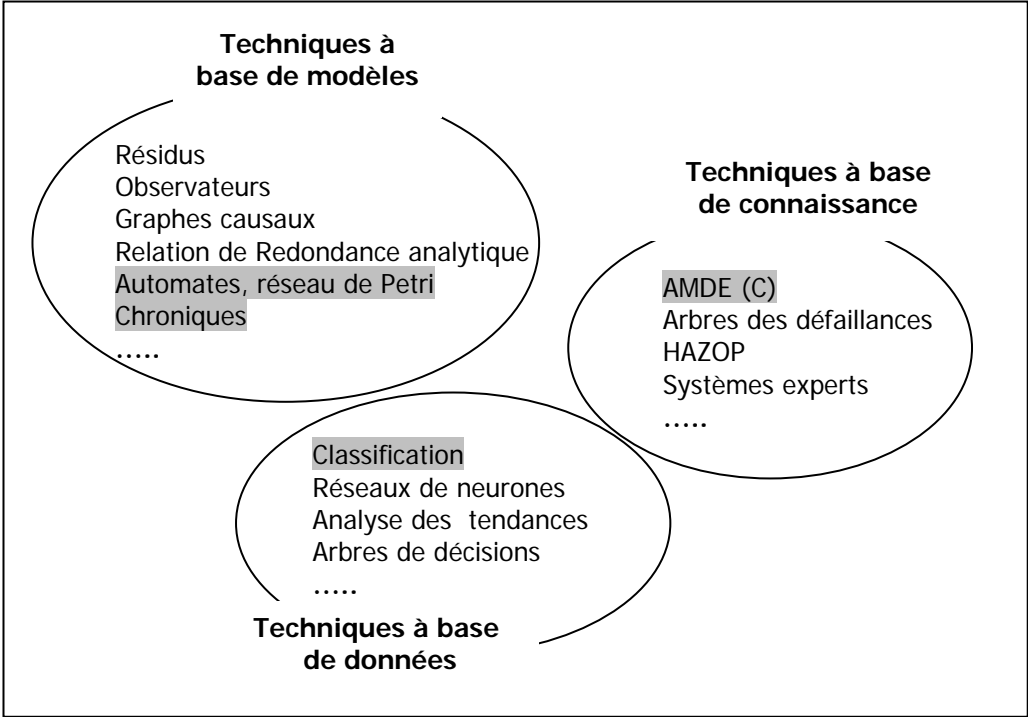 Techniques à
base de modèles
Résidus
Observateurs
Graphes causaux
Relation de Redondance analytique
Automates, réseau de Petri
Chroniques
.....
Techniques à base
de connaissance
AMDE (C)
Arbres des défaillances
HAZOP
Systèmes experts
.....
Classification
Réseaux de neurones
Analyse des tendances
Arbres de décisions
.....
Techniques à base
de données